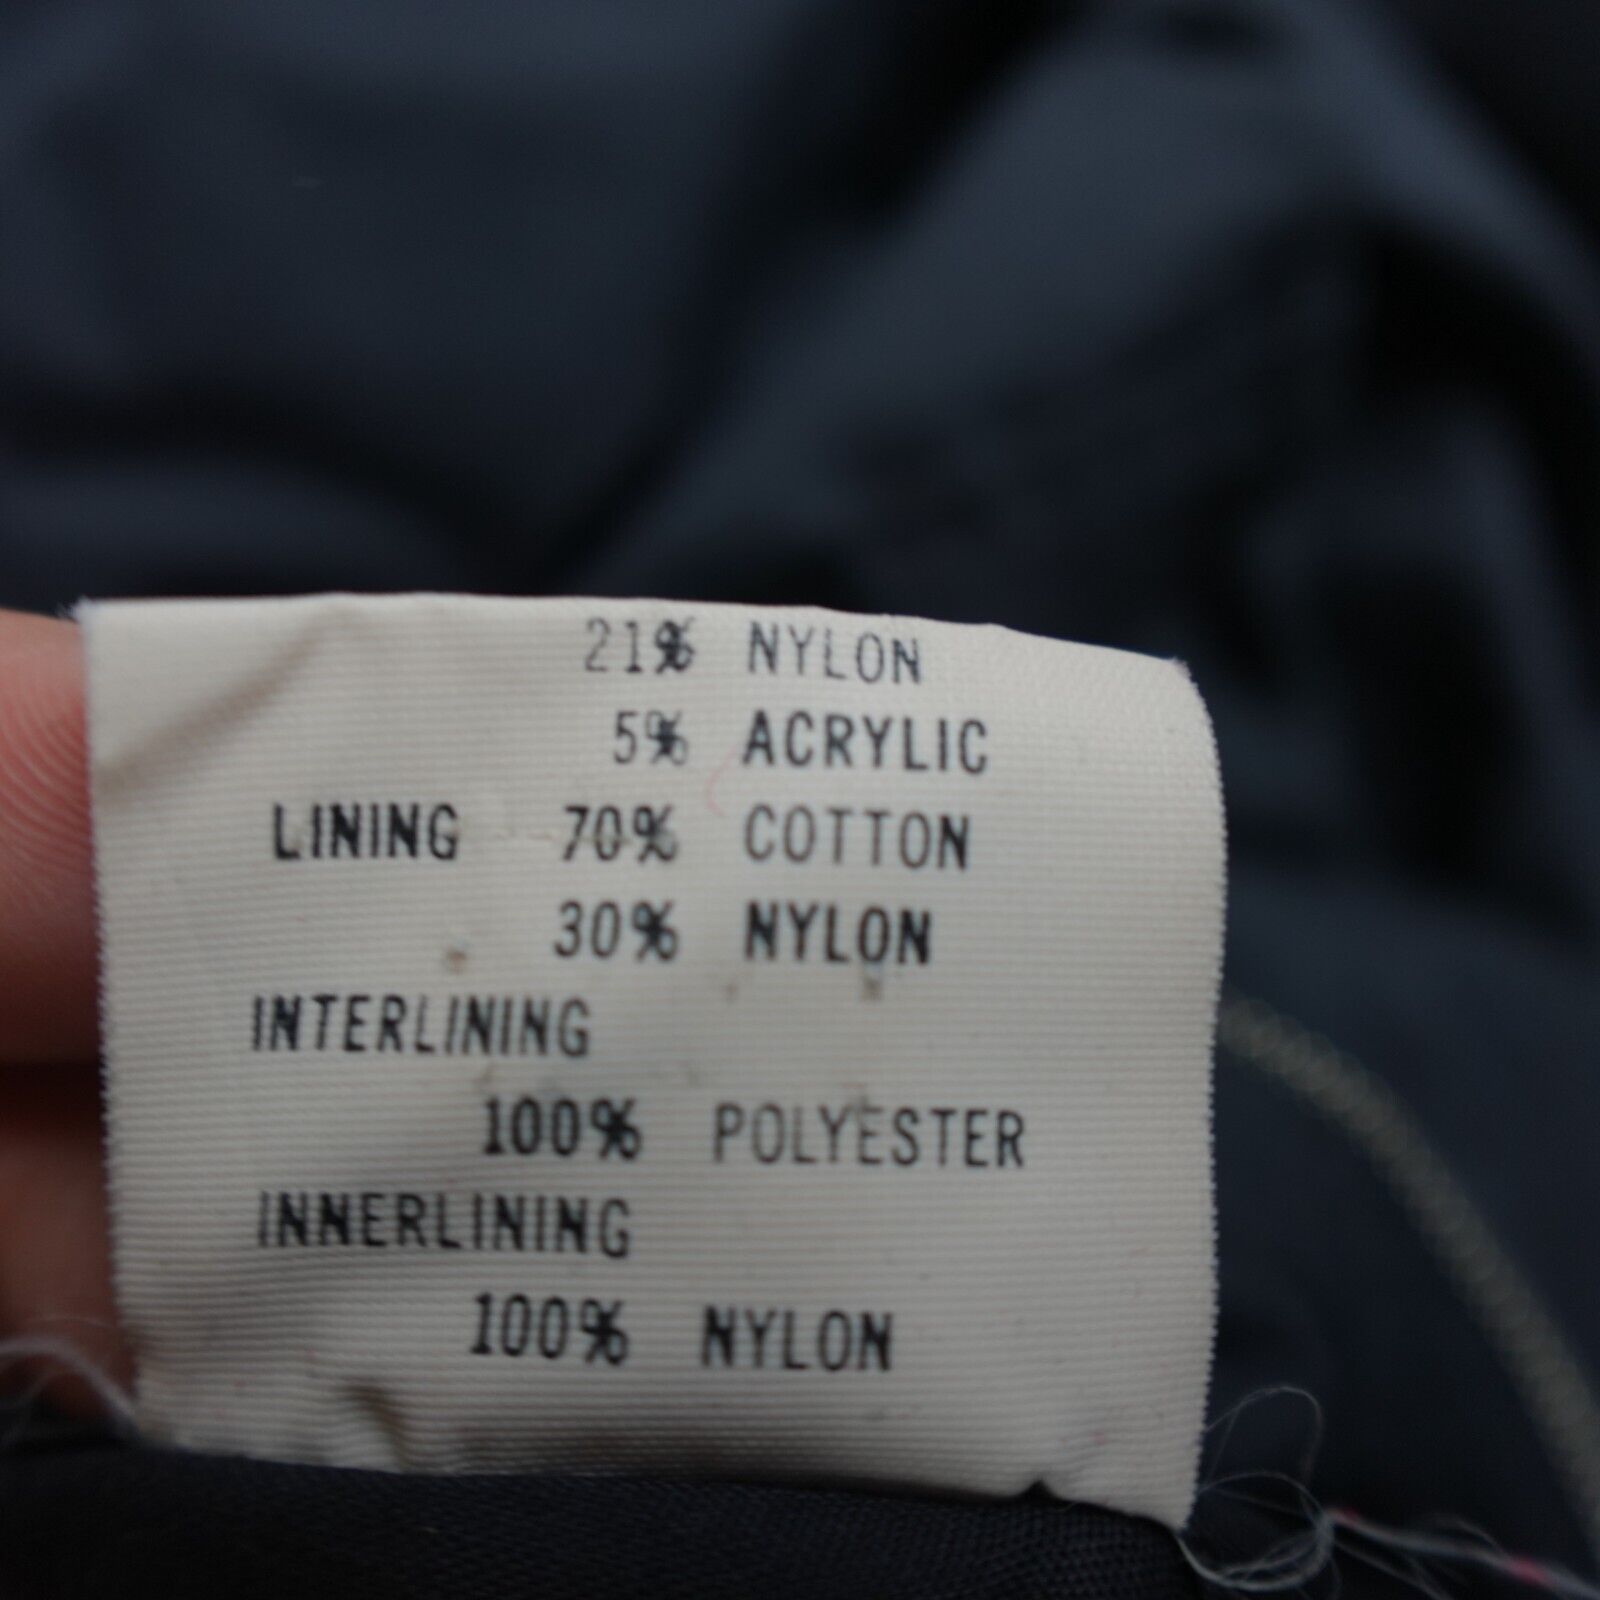 21% NYLON
5% ACRYLIC
LINING 70% COTTON
30% NYLON
INTERLINING
100% POLYESTER
INNERLINING
100% NYLON